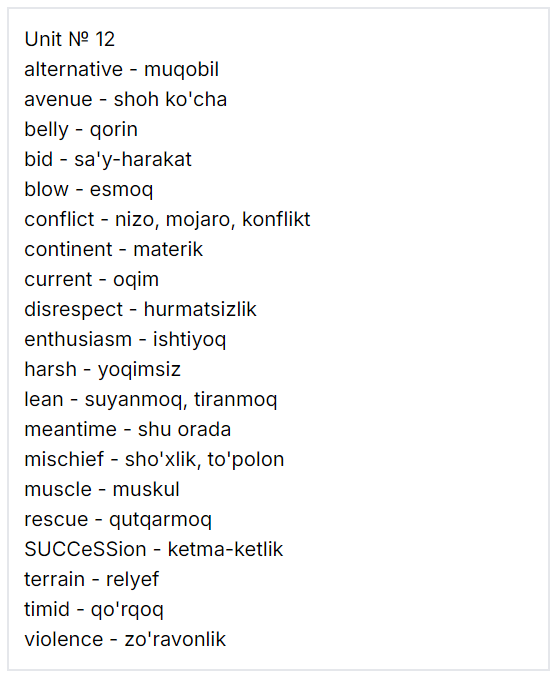 Unit № 12
alternative - muqobil
avenue - shoh ko'cha
belly - qorin
bid - sa'y-harakat
blow - esmoq
conflict - nizo, mojaro, konflikt
continent - materik
current - oqim
disrespect - hurmatsizlik
enthusiasm - ishtiyoq
harsh - yoqimsiz
lean - suyanmoq, tiranmoq
meantime - shu orada
mischief - sho'xlik, to'polon
muscle - muskul
rescue - qutqarmoq
SUCCeSSion - ketma-ketlik
terrain - relyef
timid - qo'rqoq
violence - zo'ravonlik